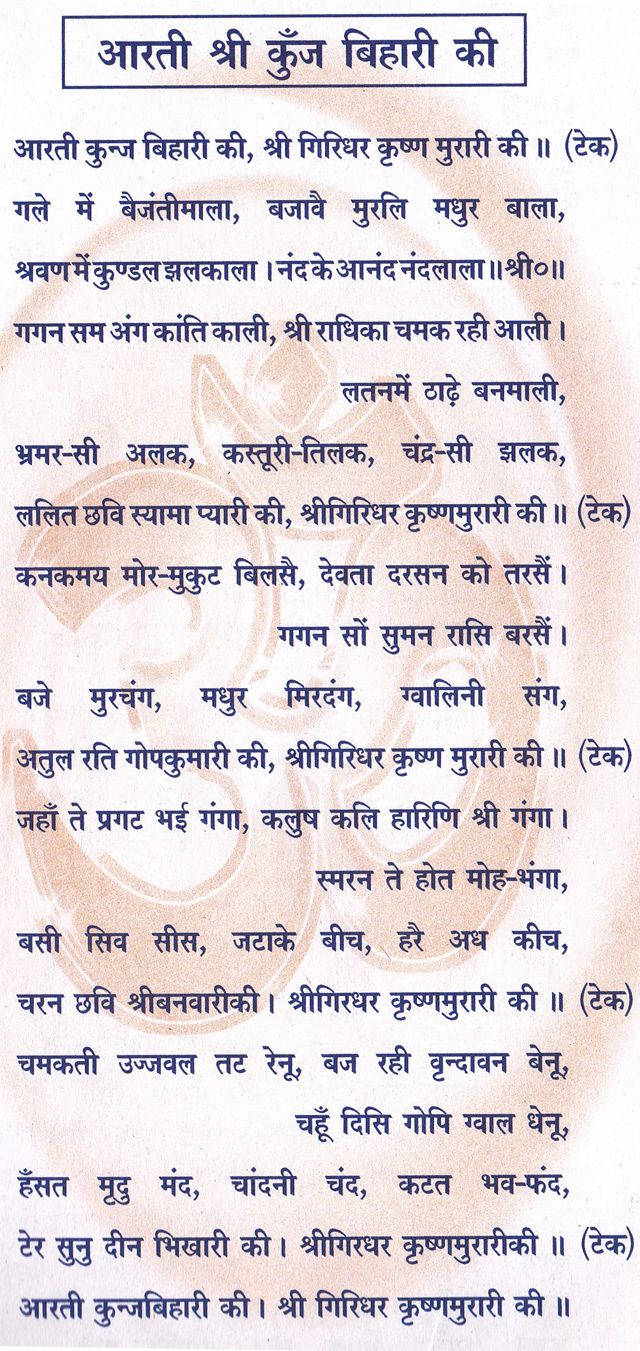 आरती श्री कुँज बिहारी की
आरती कुन्ज बिहारी की, श्री गिरिधर कृष्ण मुरारी की ॥ (टेक)
गले में बैजंतीमाला, बजावै मुरलि मधुर बाला,
श्रवण में कुण्डल झलकाला । नंद के आनंद नंदलाला ॥श्री०॥
गगन सम अंग कांति काली, श्री राधिका चमक रही आली ।
लतनमें ठाढ़े बनमाली,
भ्रमर-सी अलक, कस्तूरी-तिलक, चंद्र-सी झलक,
ललित छवि स्यामा प्यारी की, श्रीगिरिधर कृष्णमुरारी की ॥ (टेक)
कनकमय मोर-मुकुट बिलसै, देवता दरसन को तरसैं ।
गगन सों सुमन रासि बरसैं ।
बजे मुरचंग, मधुर मिरदंग, ग्वालिनी संग,
अतुल रति गोपकुमारी की, श्रीगिरिधर कृष्ण मुरारी की ॥ (टेक)
जहाँ ते प्रगट भई गंगा, कलुष कलि हारिणि श्री गंगा ।
स्मरन ते होत मोह-भंगा,
बसी सिव सीस, जटाके बीच, हरै अध कीच,
चरन छवि श्रीबनवारीकी । श्रीगिरधर कृष्णमुरारी की ॥ (टेक)
चमकती उज्जवल तट रेनू, बज रही वृन्दावन बेनू,
चहूँ दिसि गोपि ग्वाल धेनू,
हँसत मृदु मंद, चांदनी चंद, कटत भव-फंद,
टेर सुनु दीन भिखारी की । श्रीगिरधर कृष्णमुरारीकी ॥ (टेक)
आरती कुन्जबिहारी की । श्री गिरिधर कृष्णमुरारी की ॥